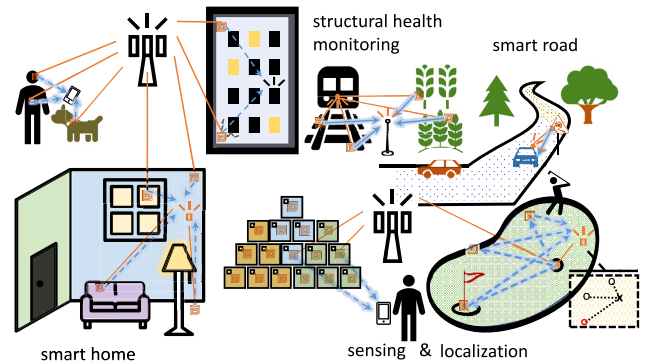 structural health
monitoring
smart road
smart home
sensing & localization
O
O
X
O